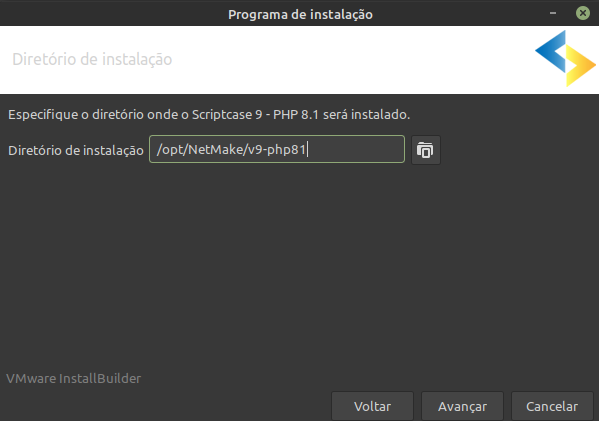 Programa de instalação
Diretório de instalação
Especifique o diretório onde o Scriptcase 9 - PHP 8.1 será instalado.
Diretório de instalação /opt/NetMake/v9-php81
VMware InstallBuilder
Voltar Avançar Cancelar